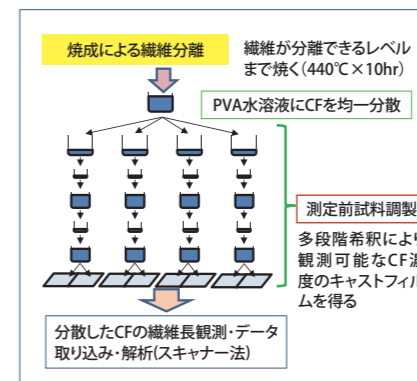 焼成による繊維分離
繊維が分離できるレベル
まで焼く(440℃×10hr)
PVA水溶液にCFを均一分散
測定前試料調製
多段階希釈によ
観測可能なCF
度のキャストフィ
ムを得る
分散したCFの繊維長観測・データ
取り込み・解析(スキャナー法)